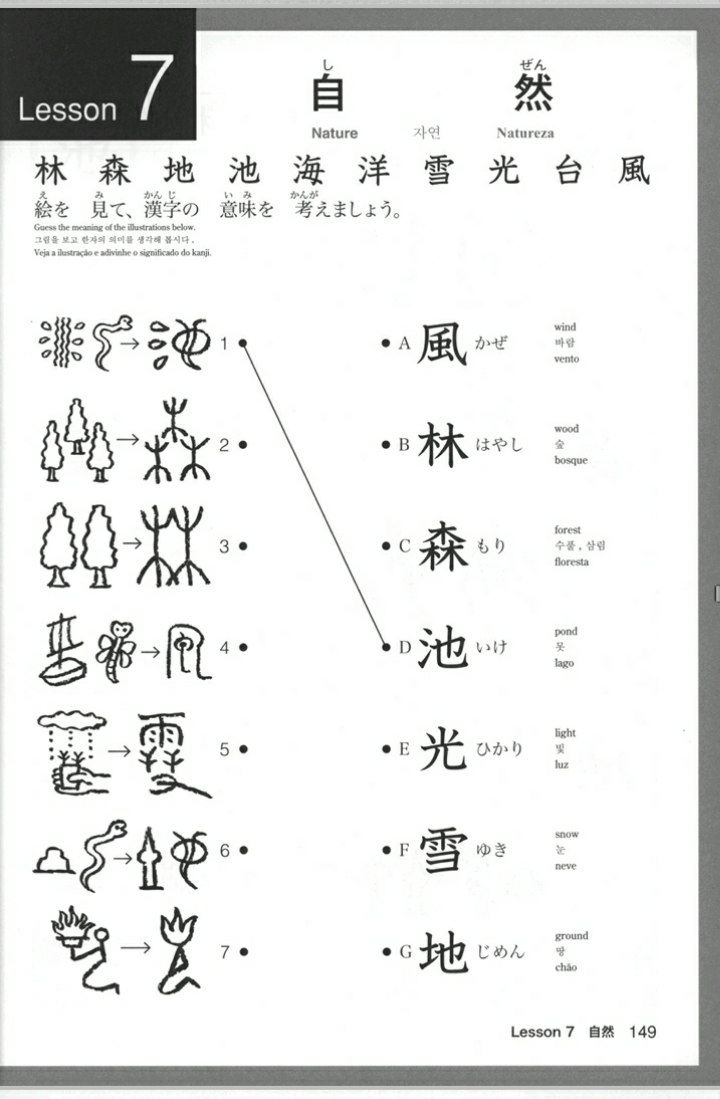 Lesson 7
し ぜん
自 然
Nature 자연 Natureza
林 森 地 池 海 洋 雪 光 台 風
え み かん じ い み かんが
絵を 見て、漢字の 意味を 考えましょう。
Guess the meaning of the illustrations below.
그림을 보고 한자의 의미를 생각해 봅시다.
Veja a ilustração e adivinhe o significado do kanji.
1 A 風 かぜ wind
바람
vento
2 B 林 はやし wood
숲
bosque
3 C 森 もり forest
수풀, 삼림
floresta
4 D 池 いけ pond
못
lago
5 E 光 ひかり light
빛
luz
6 F 雪 ゆき snow
눈
neve
7 G 地 じめん ground
땅
chão
Lesson 7 自然 149